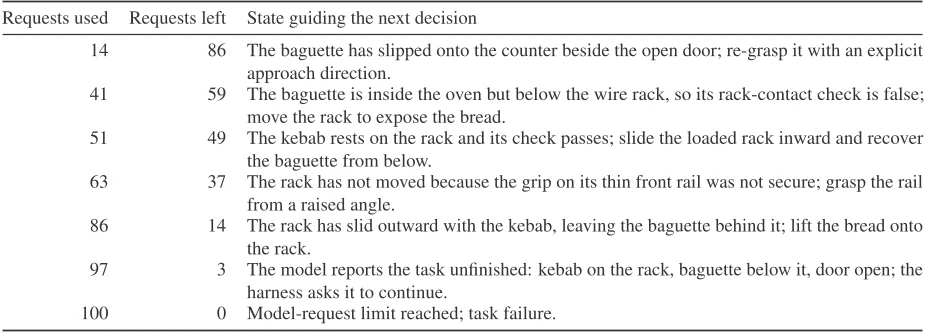 Requests used Requests left State guiding the next decision
14 86 The baguette has slipped onto the counter beside the open door; re-grasp it with an explicit
approach direction.
41 59 The baguette is inside the oven but below the wire rack, so its rack-contact check is false;
move the rack to expose the bread.
51 49 The kebab rests on the rack and its check passes; slide the loaded rack inward and recover
the baguette from below.
63 37 The rack has not moved because the grip on its thin front rail was not secure; grasp the rail
from a raised angle.
86 14 The rack has slid outward with the kebab, leaving the baguette behind it; lift the bread onto
the rack.
97 3 The model reports the task unfinished: kebab on the rack, baguette below it, door open; the
harness asks it to continue.
100 0 Model-request limit reached; task failure.